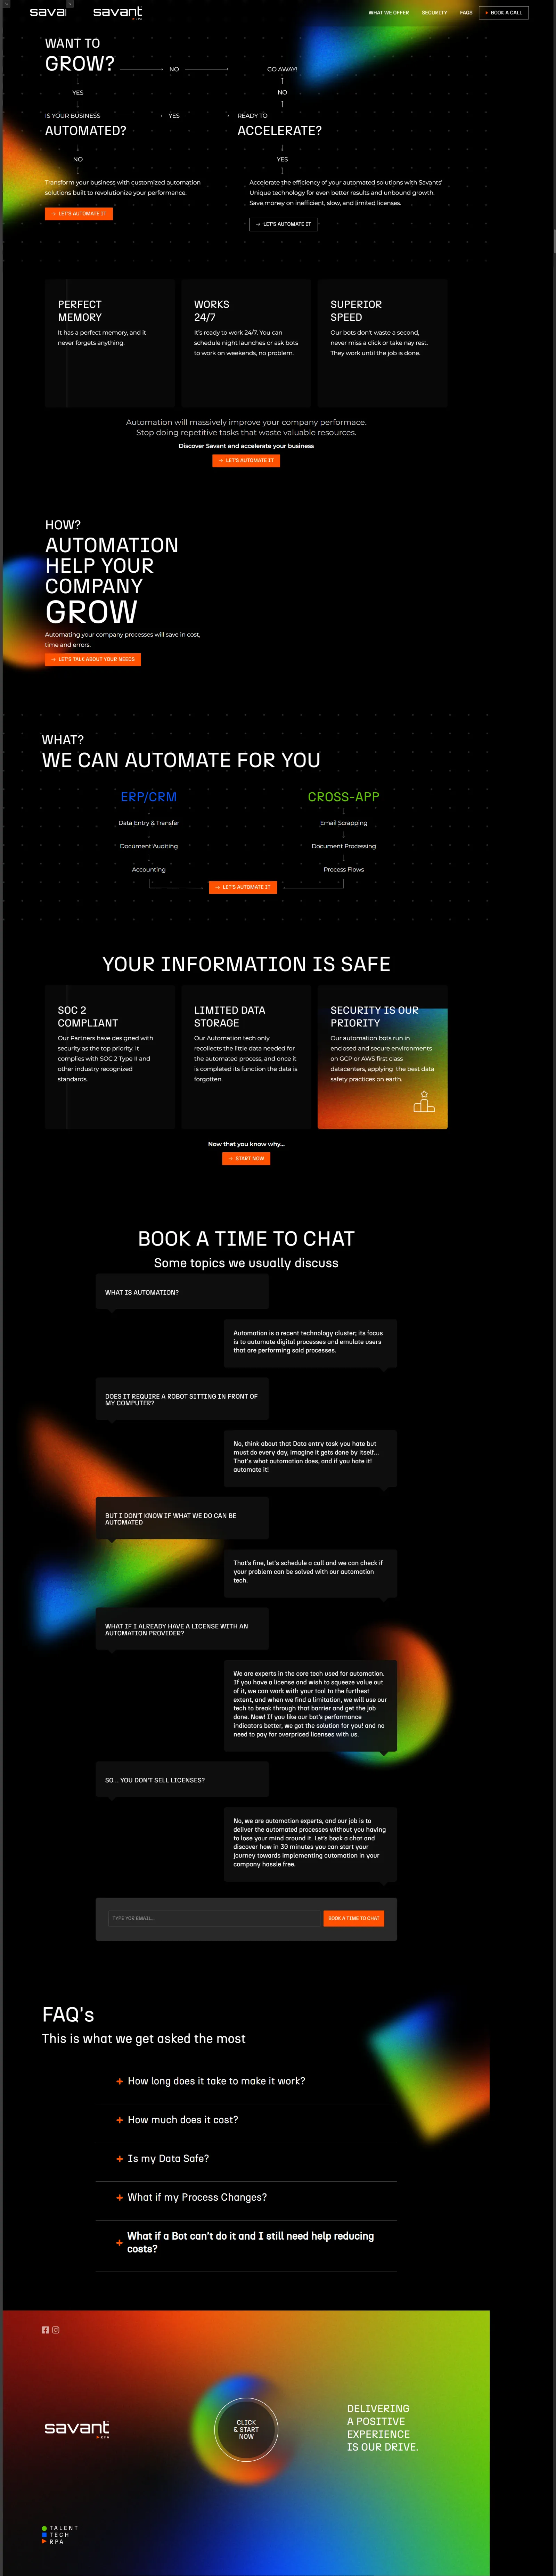 sava
savant
RTS
WHAT WE OFFER
SECURITY
FAQS
BOOK A CALL
WANT TO
GROW?
NO
GO AWAY!
YES
NO
IS YOUR BUSINESS
AUTOMATED?
YES
READY TO
ACCELERATE?
NO
YES
Transform your business with customized automation
solutions built to revolutionize your performance.
→ LET'S AUTOMATE IT
Accelerate the efficiency of your automated solutions with Savants'
Unique technology for even better results and unbound growth.
Save money on inefficient, slow, and limited licenses.
→ LET'S AUTOMATE IT
PERFECT
MEMORY
It has a perfect memory, and it
never forgets anything.
WORKS
24/7
It's ready to work 24/7. You can
schedule night launches or ask bots
to work on weekends, no problem.
SUPERIOR
SPEED
Our bots don't waste a second,
never miss a click or take nay rest.
They work until the job is done.
Automation will massively improve your company performace.
Stop doing repetitive tasks that waste valuable resources.
Discover Savant and accelerate your business
→ LET'S AUTOMATE IT
HOW?
AUTOMATION
HELP YOUR
COMPANY
GROW
Automating your company processes will save in cost,
time and errors.
→ LET'S TALK ABOUT YOUR NEEDS
WHAT?
WE CAN AUTOMATE FOR YOU
ERP/CRM
Data Entry & Transfer
Document Auditing
Accounting
CROSS-APP
Email Scrapping
Document Processing
Process Flows
→ LET'S AUTOMATE IT
YOUR INFORMATION IS SAFE
SOC 2
COMPLIANT
Our Partners have designed with
security as the top priority. It
complies with SOC 2 Type II and
other industry recognized
standards.
LIMITED DATA
STORAGE
Our Automation tech only
recollects the little data needed for
the automated process, and once it
is completed its function the data is
forgotten.
SECURITY IS OUR
PRIORITY
Our automation bots run in
enclosed and secure environments
on GCP or AWS first class
datacenters, applying the best data
safety practices on earth.
Now that you know why...
→ START NOW
BOOK A TIME TO CHAT
Some topics we usually discuss
WHAT IS AUTOMATION?
Automation is a recent technology cluster; its focus
is to automate digital processes and emulate users
that are performing said processes.
DOES IT REQUIRE A ROBOT SITTING IN FRONT OF
MY COMPUTER?
No, think about that Data entry task you hate but
must do every day, imagine it gets done by itself...
That's what automation does, and if you hate it!
automate it!
BUT I DON'T KNOW IF WHAT WE DO CAN BE
AUTOMATED
That's fine, let's schedule a call and we can check if
your problem can be solved with our automation
tech.
WHAT IF I ALREADY HAVE A LICENSE WITH AN
AUTOMATION PROVIDER?
We are experts in the core tech used for automation.
If you have a license and wish to squeeze value out
of it, we can work with your tool to the furthest
extent, and when we find a limitation, we will use our
tech to break through that barrier and get the job
done. Now! If you like our bot's performance
indicators better, we got the solution for you! and no
need to pay for overpriced licenses with us.
SO... YOU DON'T SELL LICENSES?
No, we are automation experts, and our job is to
deliver the automated processes without you having
to lose your mind around it. Let's book a chat and
discover how in 30 minutes you can start your
journey towards implementing automation in your
company hassle free.
TYPE YOR EMAIL...
BOOK A TIME TO CHAT
FAQ's
This is what we get asked the most
+ How long does it take to make it work?
+ How much does it cost?
+ Is my Data Safe?
+ What if my Process Changes?
+ What if a Bot can't do it and I still need help reducing
costs?
savant
RTS
CLICK
& START
NOW
DELIVERING
A POSITIVE
EXPERIENCE
IS OUR DRIVE.
TALENT
TECH
RPA